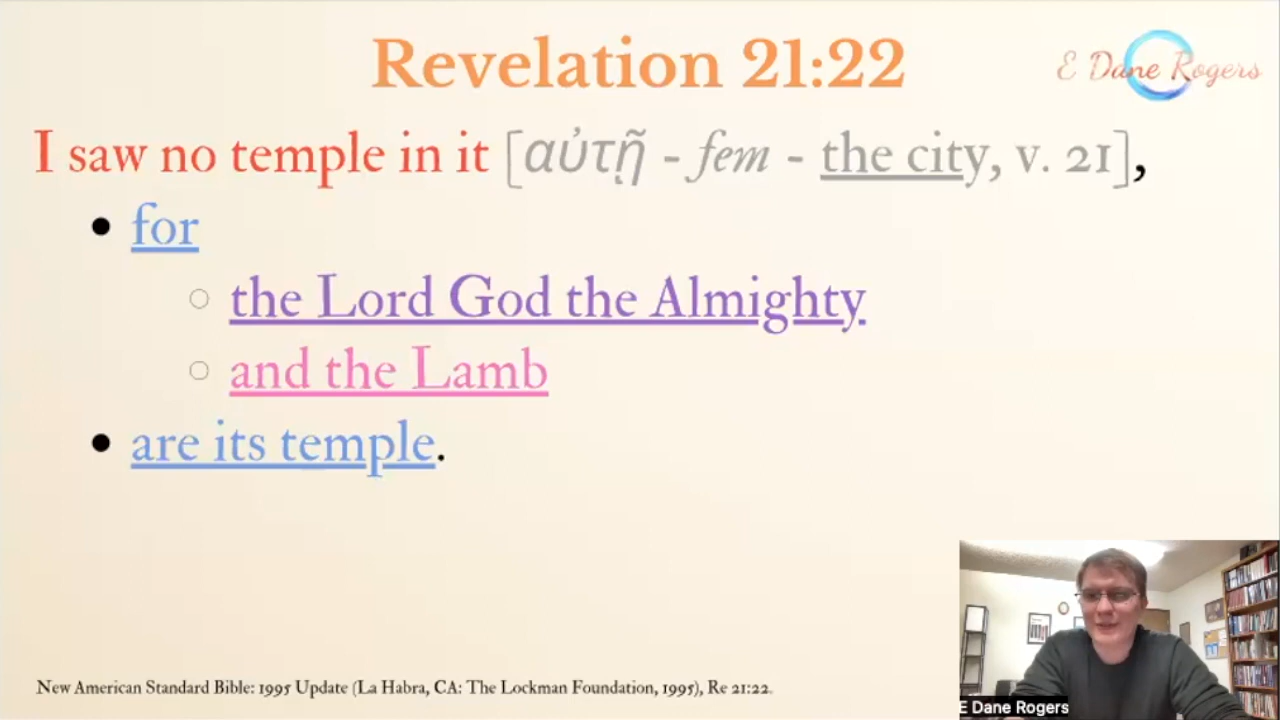 Revelation 21:22
E Dane Rogers
I saw no temple in it [αὐτῇ - fem - the city, v. 21],
• for
○ the Lord God the Almighty
○ and the Lamb
• are its temple.
New American Standard Bible: 1995 Update (La Habra, CA: The Lockman Foundation, 1995), Re 21:22.
E Dane Rogers